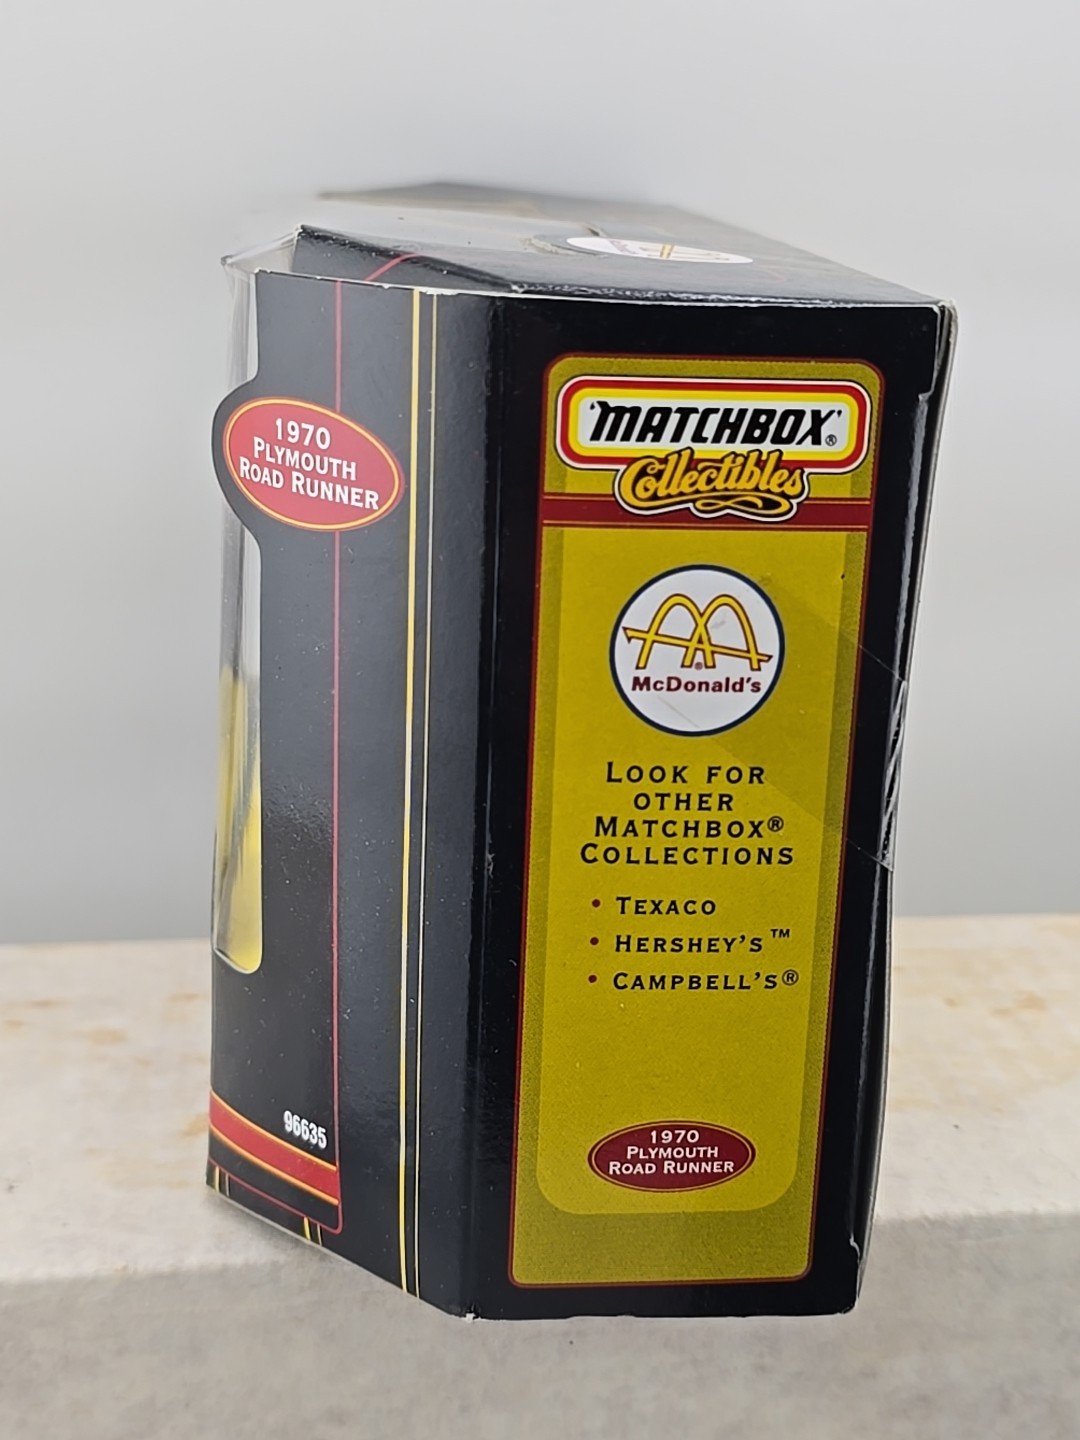 1970
PLYMOUTH
ROAD RUNNER
96635
'MATCHBOX'®
Collectibles
®
McDonald's
LOOK FOR
OTHER
MATCHBOX®
COLLECTIONS
• TEXACO
• HERSHEY'S™
• CAMPBELL'S®
1970
PLYMOUTH
ROAD RUNNER